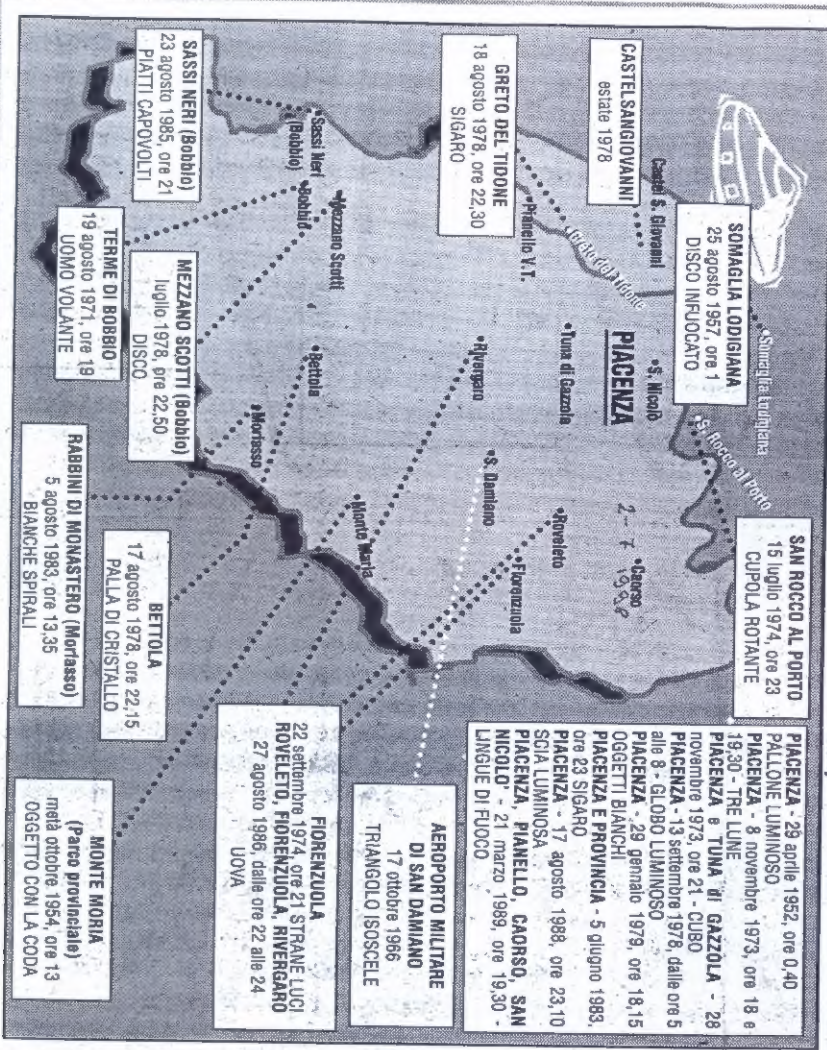 PIACENZA - 29 aprile 1952, ore 0,40
PALLONE LUMINOSO
PIACENZA - 8 novembre 1973, ore 18 e
19,30 - TRE LUNE
PIACENZA e TUNA di GAZZOLA - 28
novembre 1973, ore 21 - CUBO
PIACENZA - 13 settembre 1978, dalle ore 5
alle 8 - GLOBO LUMINOSO
PIACENZA - 29 gennaio 1979, ore 18,15
OGGETTI BIANCHI
PIACENZA E PROVINCIA - 5 giugno 1983,
ore 23 SIGARO
PIACENZA - 17 agosto 1988, ore 23,10
SCIA LUMINOSA
PIACENZA, PIANELLO, CAORSO, SAN
NICOLO' - 21 marzo 1989, ore 19,30 -
LINGUE DI FUOCO
SAN ROCCO AL PORTO
15 luglio 1974, ore 23
CUPOLA ROTANTE
SOMAGLIA LODIGIANA
25 agosto 1957, ore 1
DISCO INFUOCATO
Somaglia Lodigiana
S. Rocco al Porto
CASTELSANGIOVANNI
estate 1978
Castel S. Giovanni
S. Nicolò
Caorso
PIACENZA
Greto del Tidone
Tuna di Gazzola
Roveleto
Fiorenzuola
GRETO DEL TIDONE
18 agosto 1978, ore 22,30
SIGARO
Pianello V.T.
Rivergaro
S. Damiano
AEROPORTO MILITARE
DI SAN DAMIANO
17 ottobre 1966
TRIANGOLO ISOSCELE
Monte Maria
FIORENZUOLA
22 settembre 1974, ore 21 STRANE LUCI
ROVELETO, FIORENZUOLA, RIVERGARO
27 agosto 1986, dalle ore 22 alle 24
UOVA
Mezzano Scotti
Bettola
Sassi Neri
(Bobbio)
Bobbio
Morfasso
SASSI NERI (Bobbio)
23 agosto 1985, ore 21
PIATTI CAPOVOLTI
MEZZANO SCOTTI (Bobbio)
luglio 1978, ore 22,50
DISCO
BETTOLA
17 agosto 1978, ore 22,15
PALLA DI CRISTALLO
MONTE MORIA
(Parco provinciale)
metà ottobre 1954, ore 13
OGGETTO CON LA CODA
TERME DI BOBBIO
19 agosto 1971, ore 19
UOMO VOLANTE
RABBINI DI MONASTERO (Morfasso)
5 agosto 1983, ore 13,35
BIANCHE SPIRALI